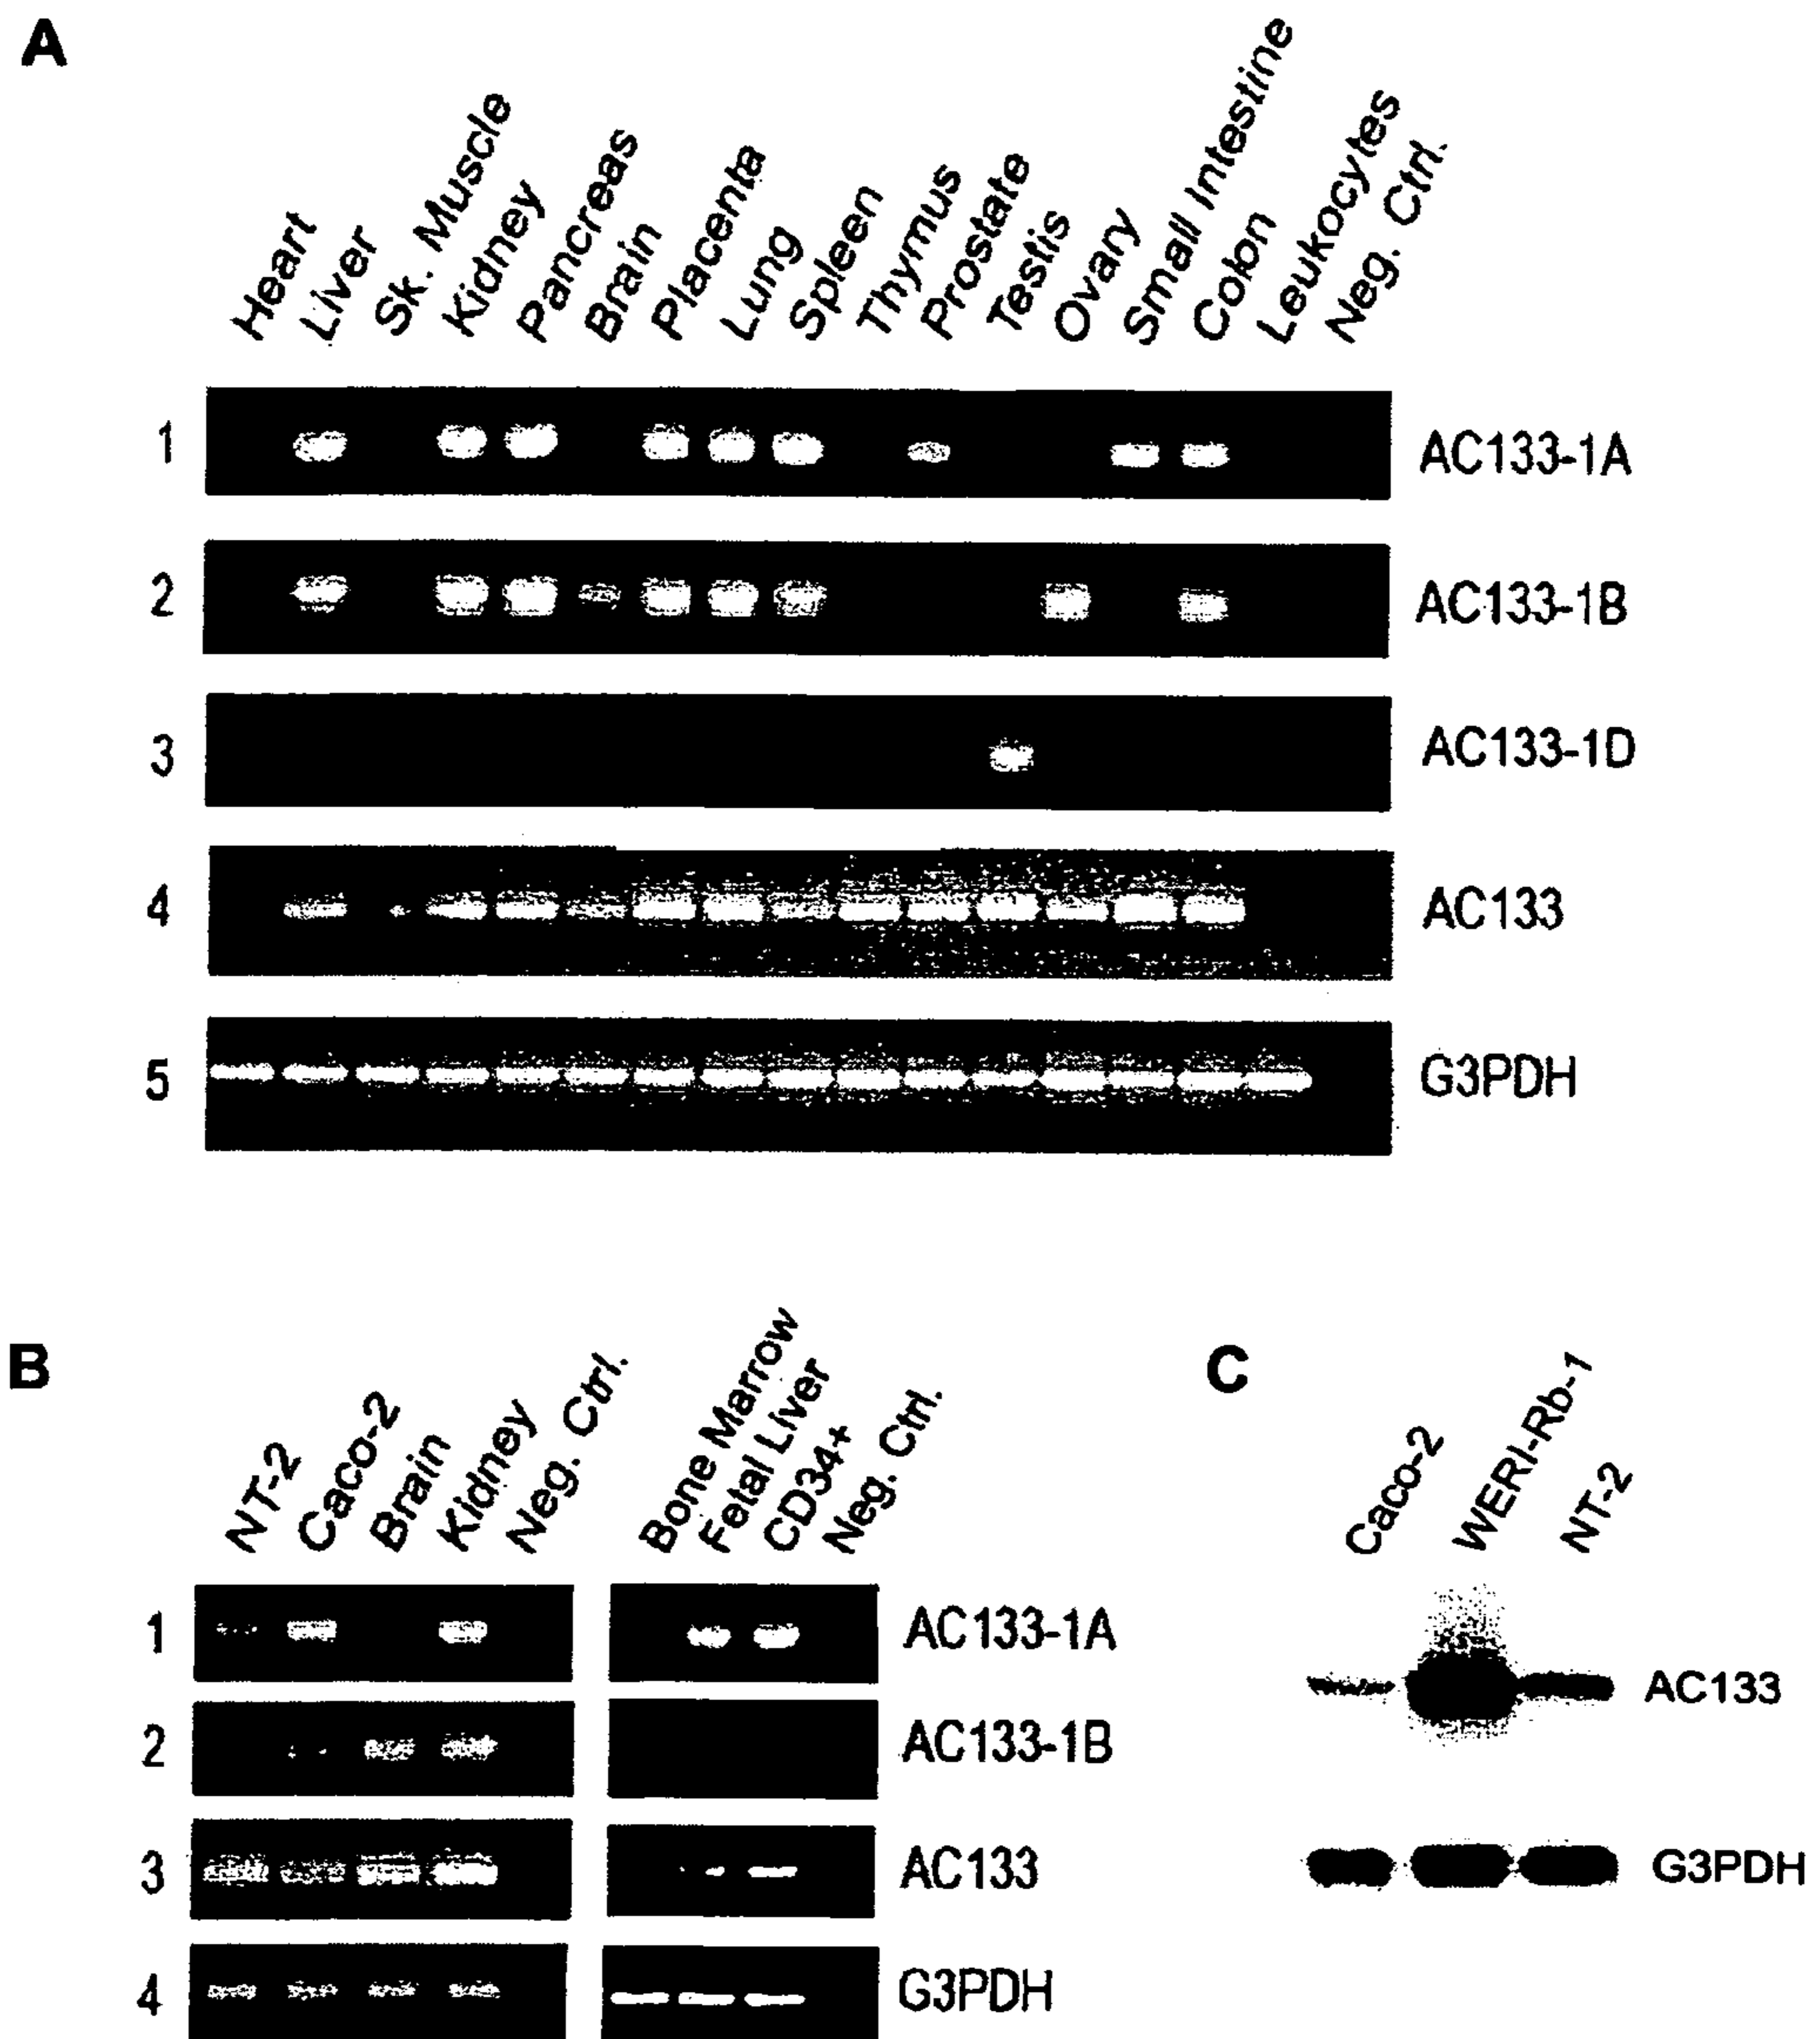 A
Heart
Liver
Sk. Muscle
Kidney
Pancreas
Brain
Placenta
Lung
Spleen
Thymus
Prostate
Testis
Ovary
Small Intestine
Colon
Leukocytes
Neg. Ctrl.
1 AC133-1A
2 AC133-1B
3 AC133-1D
4 AC133
5 G3PDH
B
NT-2
Caco-2
Brain
Kidney
Neg. Ctrl.
Bone Marrow
Fetal Liver
CD34+
Neg. Ctrl.
1 AC133-1A
2 AC133-1B
3 AC133
4 G3PDH
C
Caco-2
WERI-Rb-1
NT-2
AC133
G3PDH